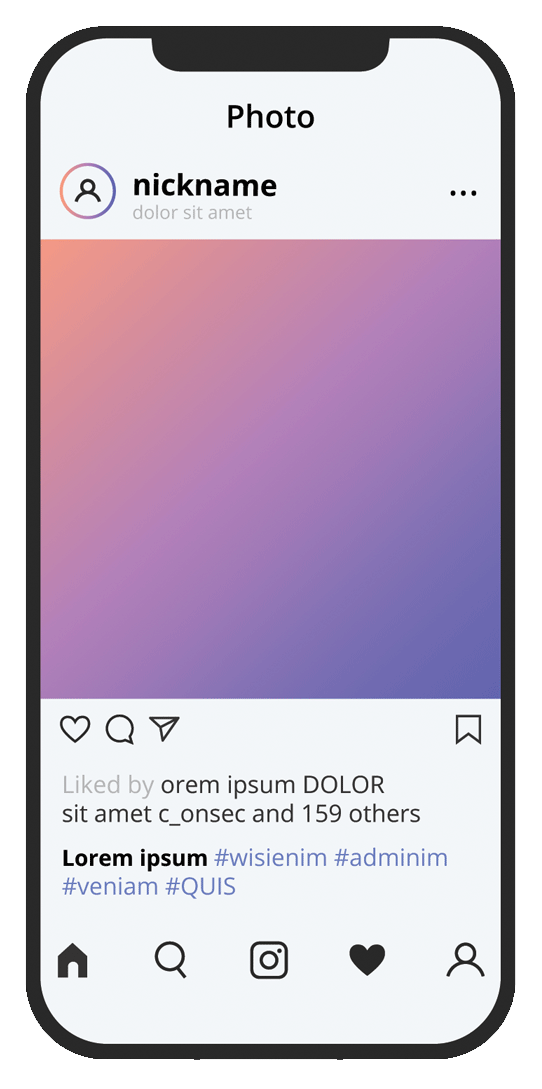 Photo
nickname
dolor sit amet
Liked by orem ipsum DOLOR
sit amet c_onsec and 159 others
Lorem ipsum #wisienim #adminim
#veniam #QUIS